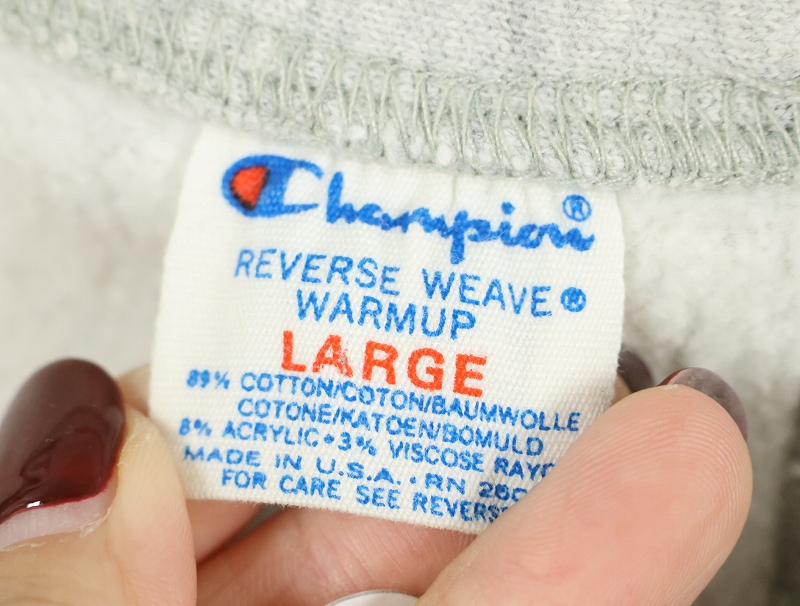 Champion®
REVERSE WEAVE®
WARMUP
LARGE
89% COTTON/COTON/BAUMWOLLE
COTONE/KATOEN/BOMULD
8% ACRYLIC•3% VISCOSE
MADE IN U.S.A. • RN
FOR CARE SEE REVERSE